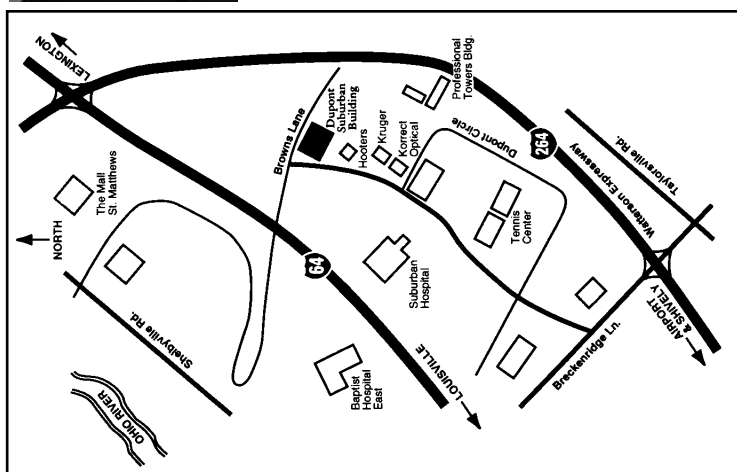 LEXINGTON
NORTH
The Mall
St. Matthews
Shelbyville Rd.
OHIO RIVER
Browns Lane
Dupont
Suburban
Building
Hooters
Kruger
Korrect
Optical
Professional
Towers Bldg.
Dupont Circle
264
Watterson Expressway
Taylorsville Rd.
64
Suburban
Hospital
Tennis
Center
Baptist
Hospital
East
LOUISVILLE
Breckenridge Ln.
AIRPORT
& SHIVELY